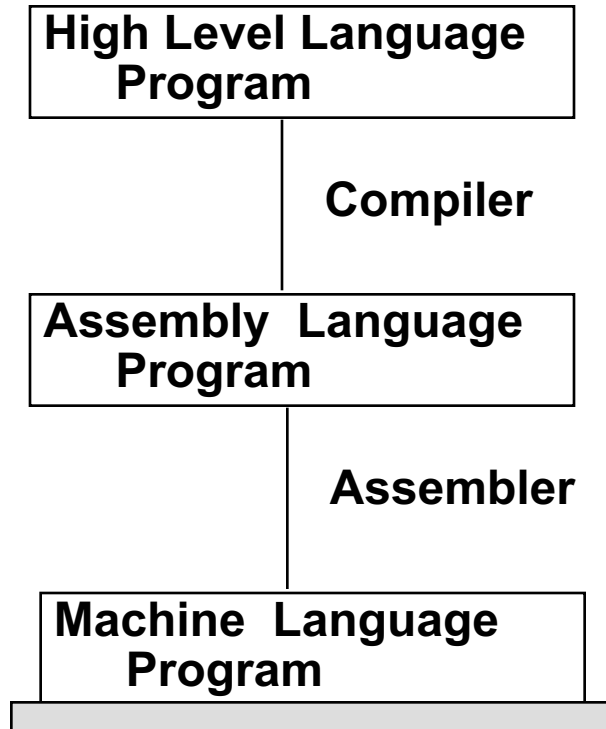 High Level Language
Program
Compiler
Assembly Language
Program
Assembler
Machine Language
Program